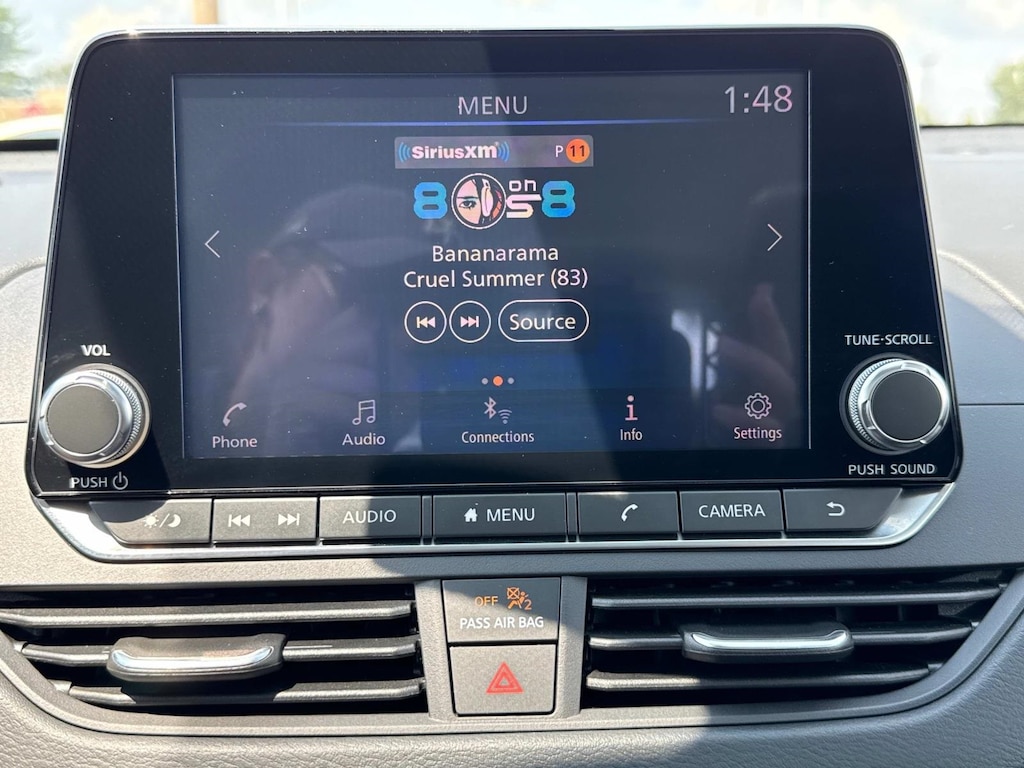 MENU
1:48
SiriusXM
P 11
80s on 8
Bananarama
Cruel Summer (83)
Source
Phone
Audio
Connections
Info
Settings
VOL
PUSH
TUNE·SCROLL
PUSH SOUND
AUDIO
MENU
CAMERA
OFF 2
PASS AIR BAG